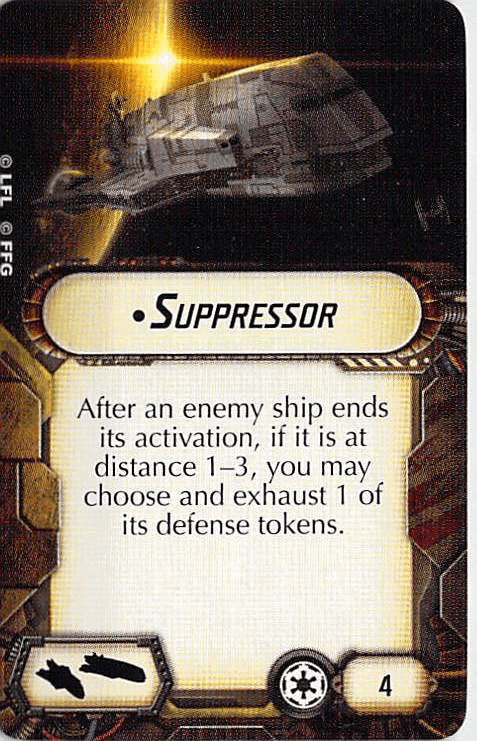 © LFL © FFG
• SUPPRESSOR
After an enemy ship ends
its activation, if it is at
distance 1–3, you may
choose and exhaust 1 of
its defense tokens.
4